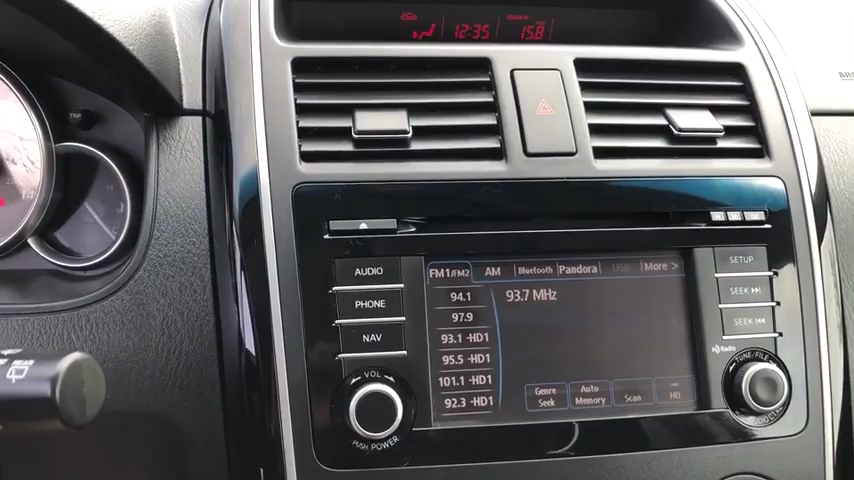 12:35
15.8
TRIP
H
AUDIO
PHONE
NAV
VOL
PUSH POWER
FM1/FM2 AM Bluetooth Pandora USB More >
94.1
97.9
93.1 -HD1
95.5 -HD1
101.1 -HD1
92.3 -HD1
93.7 MHz
Genre Seek
Auto Memory
Scan
HD
SETUP
SEEK
SEEK
HD Radio
TUNE/FILE
REAR